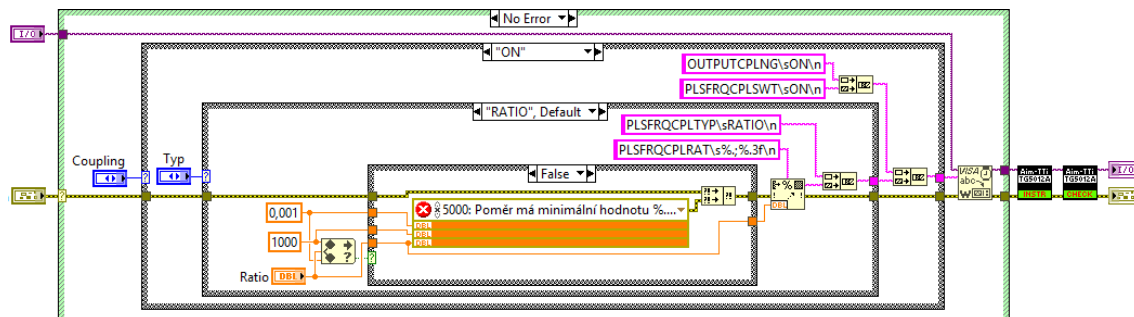 No Error
I/O
"ON"
OUTPUTCPLNG\sON\n
PLSFRQCPLSWT\sON\n
"RATIO", Default
PLSFRQCPLTYP\sRATIO\n
PLSFRQCPLRAT\s%.;%.3f\n
Coupling
Typ
False
VISA
abc
W
Aim-TTi
TG5012A
INSTR
Aim-TTi
TG5012A
CHECK
I/O
5000: Poměr má minimální hodnotu %....
0,001
DBL
DBL
DBL
DBL
1000
Ratio
DBL